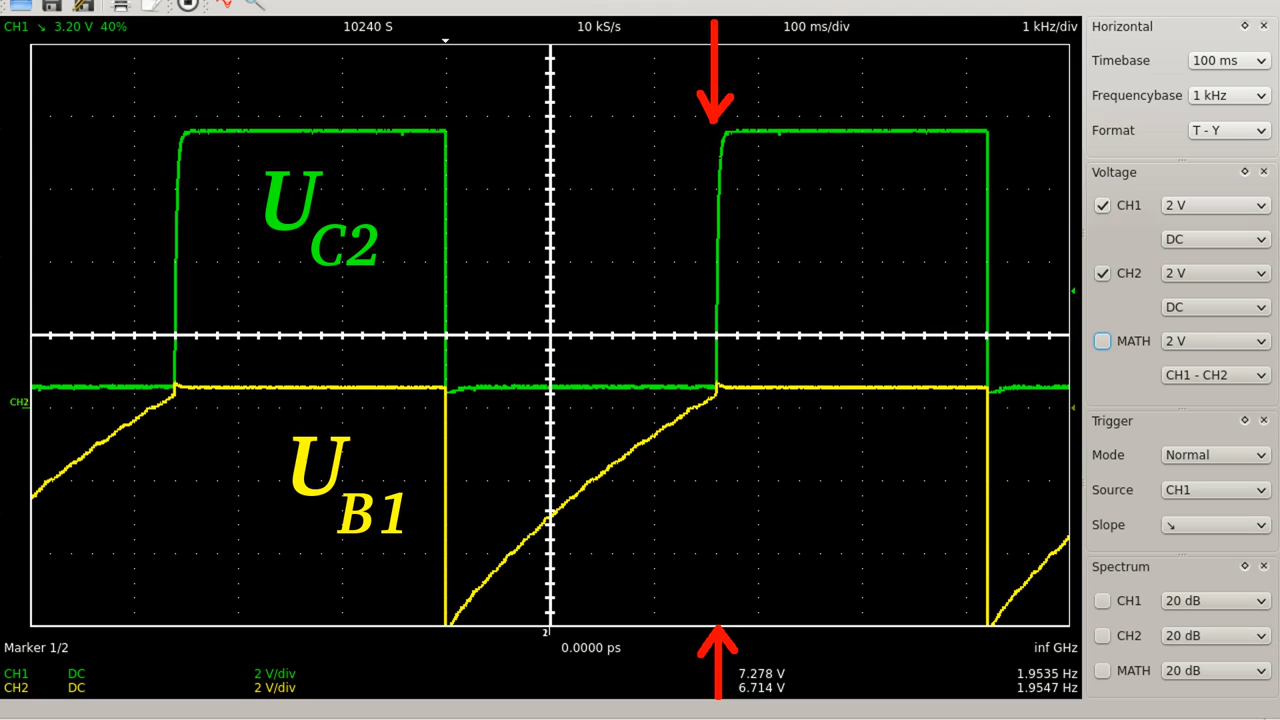 CH1 ↘ 3.20 V 40% 10240 S 10 kS/s 100 ms/div 1 kHz/div
U
C2
CH2
U
B1
2
Marker 1/2 0.0000 ps inf GHz
CH1 DC 2 V/div 7.278 V 1.9535 Hz
CH2 DC 2 V/div 6.714 V 1.9547 Hz
Horizontal
Timebase 100 ms
Frequencybase 1 kHz
Format T - Y
Voltage
CH1 2 V
DC
CH2 2 V
DC
MATH 2 V
CH1 - CH2
Trigger
Mode Normal
Source CH1
Slope ↘
Spectrum
CH1 20 dB
CH2 20 dB
MATH 20 dB